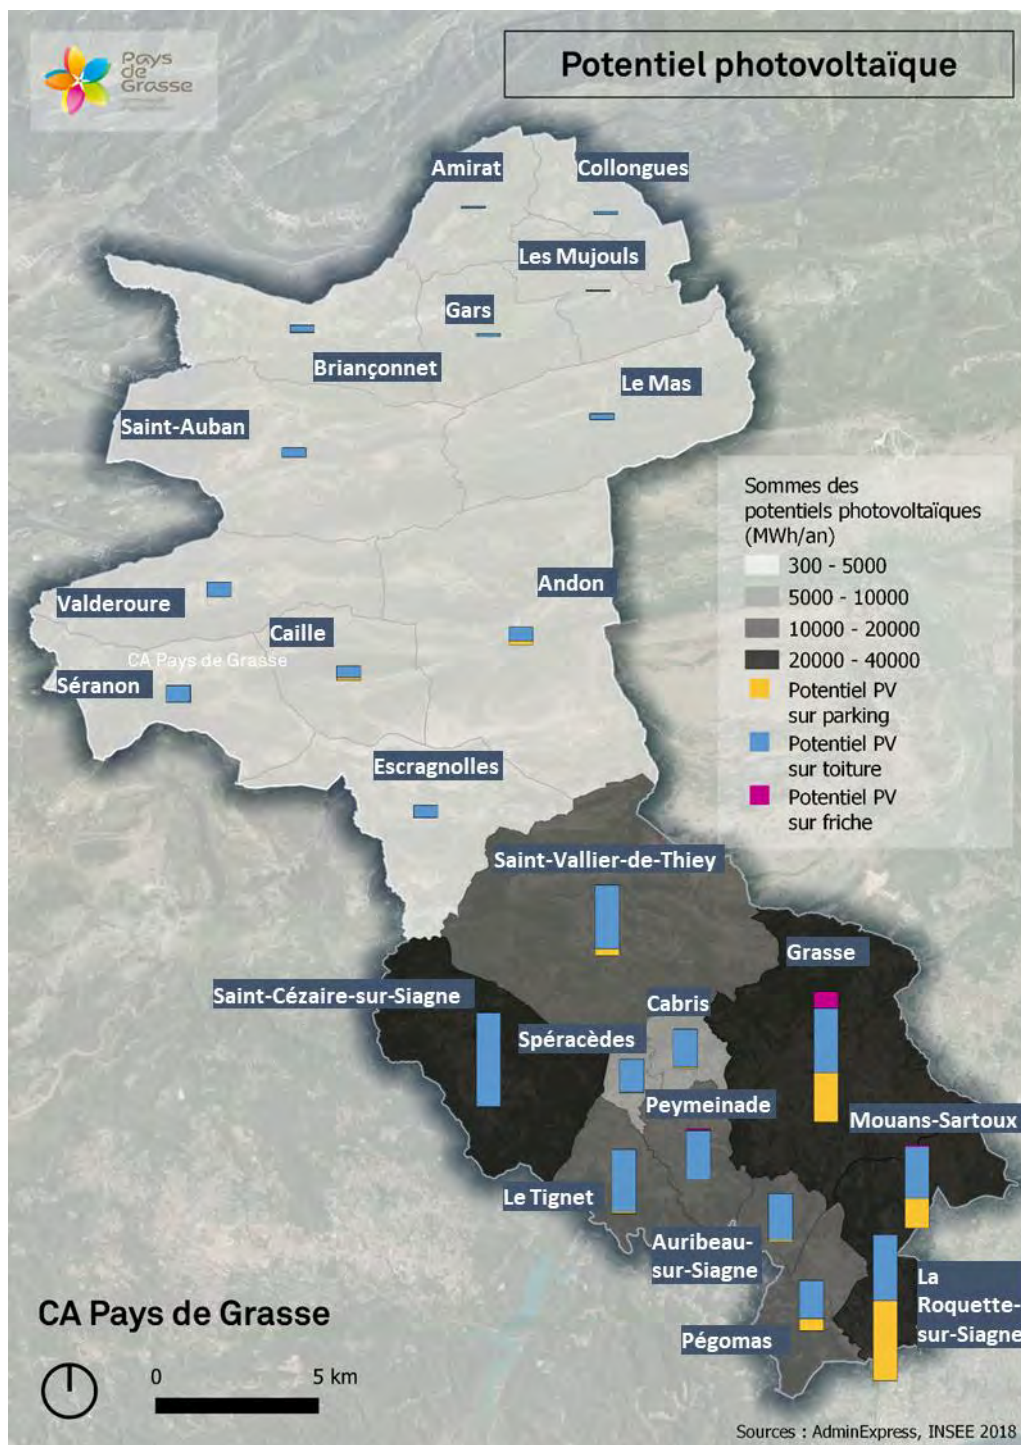 Pays
de
Grasse
Potentiel photovoltaïque
Amirat
Collongues
Les Mujouls
Gars
Briançonnet
Le Mas
Saint-Auban
Sommes des
potentiels photovoltaïques
(MWh/an)
300 - 5000
5000 - 10000
10000 - 20000
20000 - 40000
Potentiel PV
sur parking
Potentiel PV
sur toiture
Potentiel PV
sur friche
Andon
Valderoure
Caille
CA Pays de Grasse
Séranon
Escragnolles
Saint-Vallier-de-Thiey
Grasse
Saint-Cézaire-sur-Siagne
Cabris
Spéracèdes
Peymeinade
Mouans-Sartoux
Le Tignet
Auribeau-
sur-Siagne
La
Roquette-
sur-Siagne
Pégomas
CA Pays de Grasse
0 5 km
Sources : AdminExpress, INSEE 2018